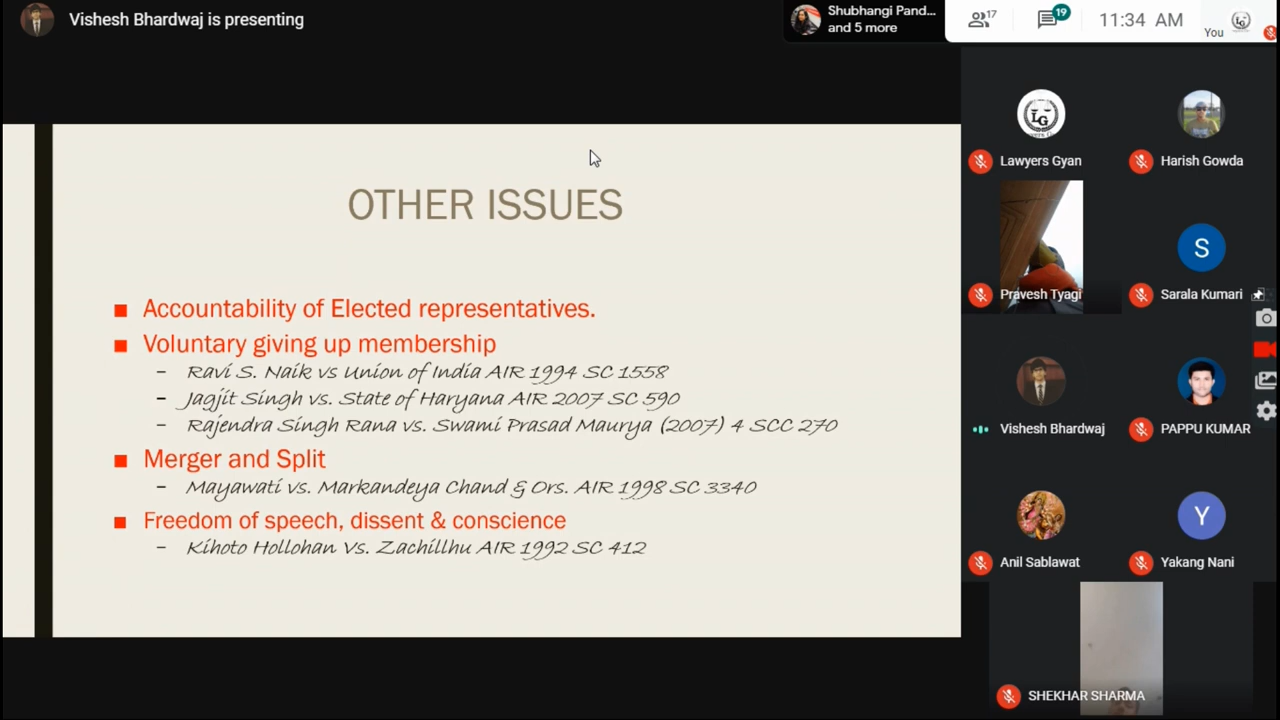 Vishesh Bhardwaj is presenting
Shubhangi Pand...
and 5 more
17
19
11:34 AM
You
OTHER ISSUES
■ Accountability of Elected representatives.
■ Voluntary giving up membership
– Ravi S. Naik vs Union of India AIR 1994 SC 1558
– Jagjit Singh vs. State of Haryana AIR 2007 SC 590
– Rajendra Singh Rana vs. Swami Prasad Maurya (2007) 4 SCC 270
■ Merger and Split
– Mayawati vs. Markandeya Chand & Ors. AIR 1998 SC 3340
■ Freedom of speech, dissent & conscience
– Kihoto Hollohan Vs. Zachillhu AIR 1992 SC 412
LG
Lawyers Gyan
Harish Gowda
S
Pravesh Tyagi
Sarala Kumari
Vishesh Bhardwaj
PAPPU KUMAR
Y
Anil Sablawat
Yakang Nani
SHEKHAR SHARMA